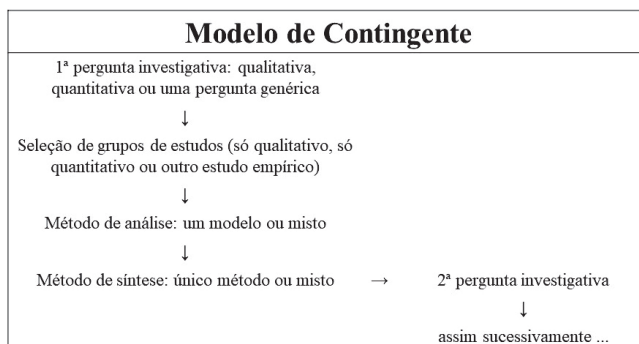 Modelo de Contingente
1ª pergunta investigativa: qualitativa,
quantitativa ou uma pergunta genérica
↓
Seleção de grupos de estudos (só qualitativo, só
quantitativo ou outro estudo empírico)
↓
Método de análise: um modelo ou misto
↓
Método de síntese: único método ou misto → 2ª pergunta investigativa
↓
assim sucessivamente ...